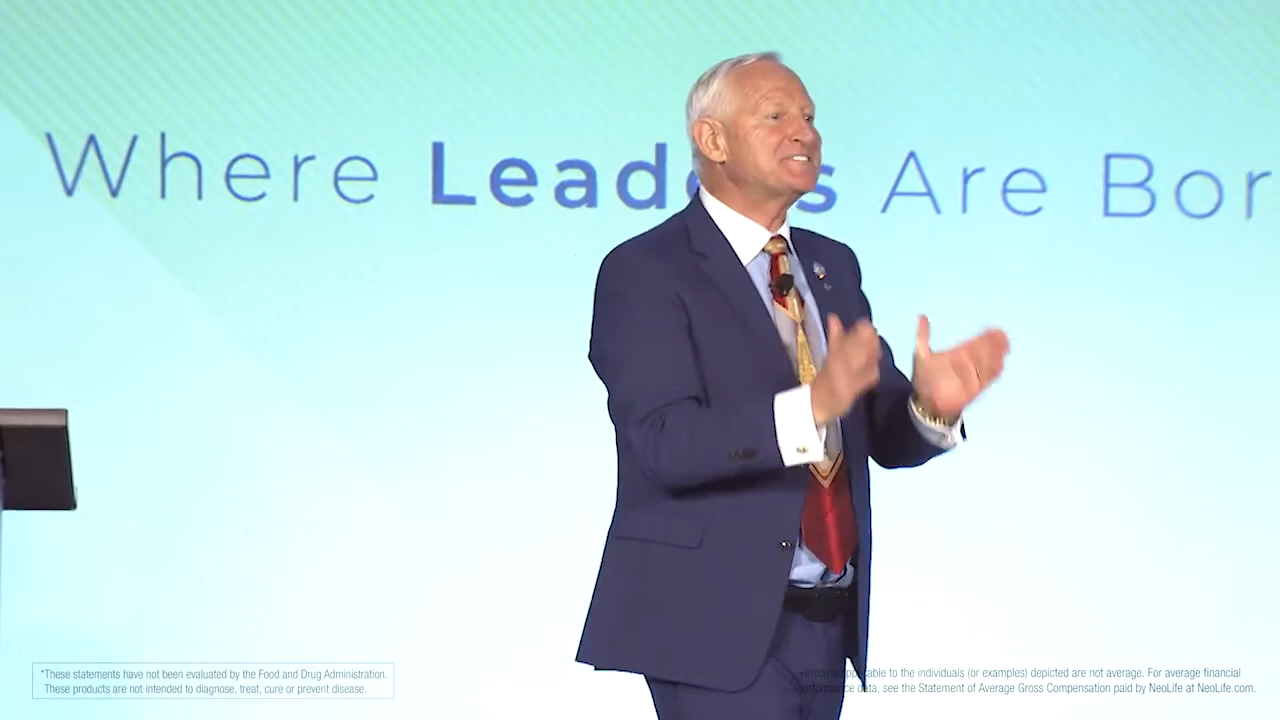 Where Leade s Are Bor
*These statements have not been evaluated by the Food and Drug Administration.
These products are not intended to diagnose, treat, cure or prevent disease.
to the individuals (or examples) depicted are not average. For average financial
see the Statement of Average Gross Compensation paid by NeoLife at NeoLife.com.